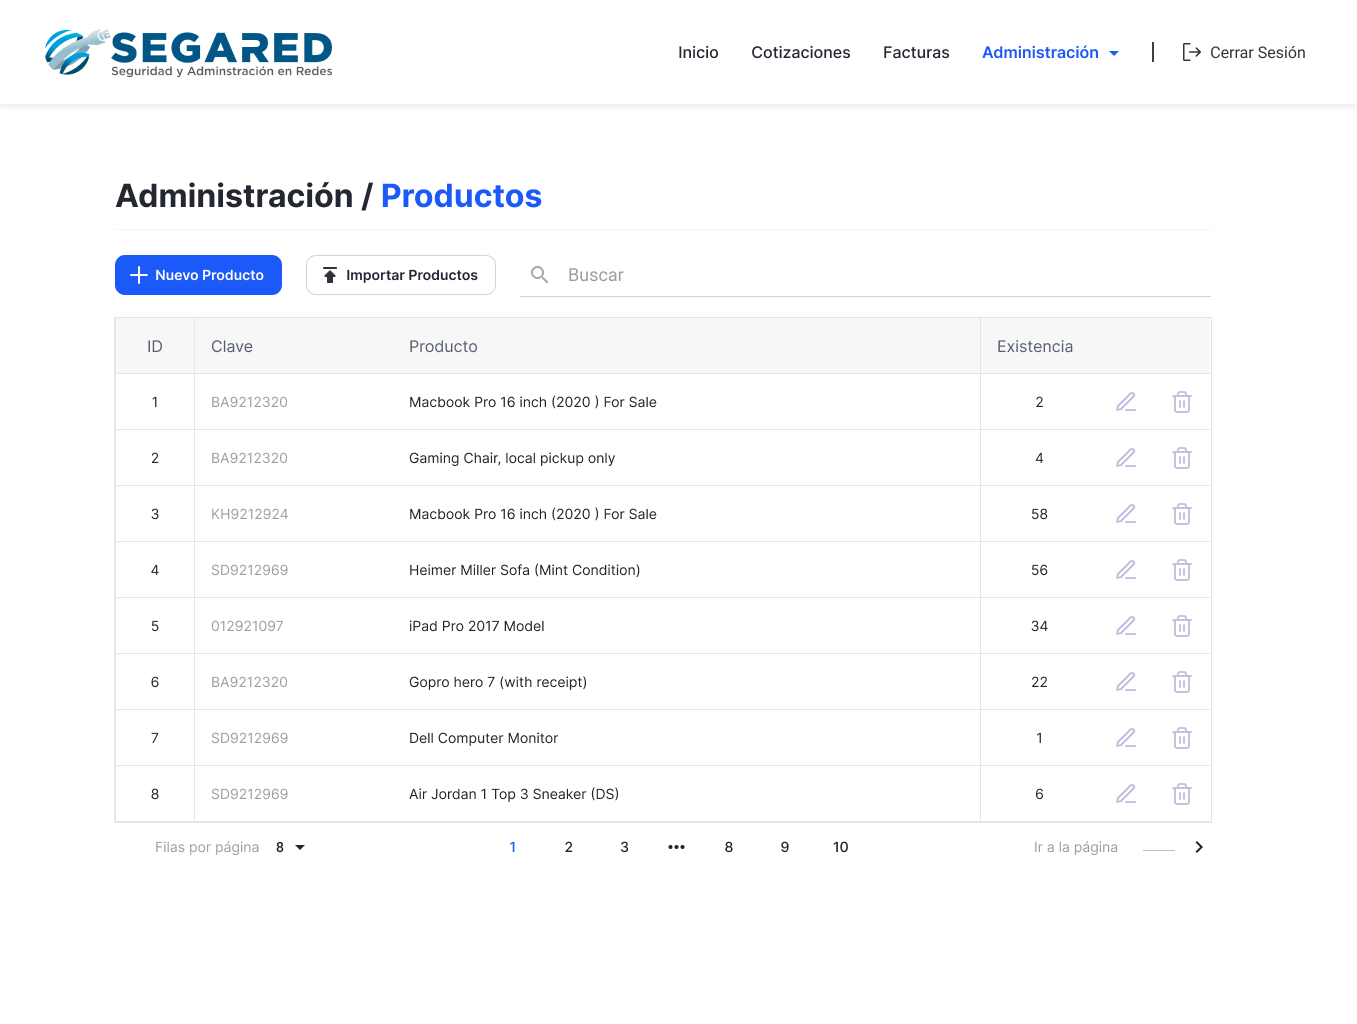 SEGARED
Seguridad y Adminstración en Redes
Inicio Cotizaciones Facturas Administración Cerrar Sesión
Administración / Productos
Nuevo Producto Importar Productos Buscar
ID Clave Producto Existencia
1 BA9212320 Macbook Pro 16 inch (2020 ) For Sale 2
2 BA9212320 Gaming Chair, local pickup only 4
3 KH9212924 Macbook Pro 16 inch (2020 ) For Sale 58
4 SD9212969 Heimer Miller Sofa (Mint Condition) 56
5 012921097 iPad Pro 2017 Model 34
6 BA9212320 Gopro hero 7 (with receipt) 22
7 SD9212969 Dell Computer Monitor 1
8 SD9212969 Air Jordan 1 Top 3 Sneaker (DS) 6
Filas por página 8 1 2 3 ••• 8 9 10 Ir a la página